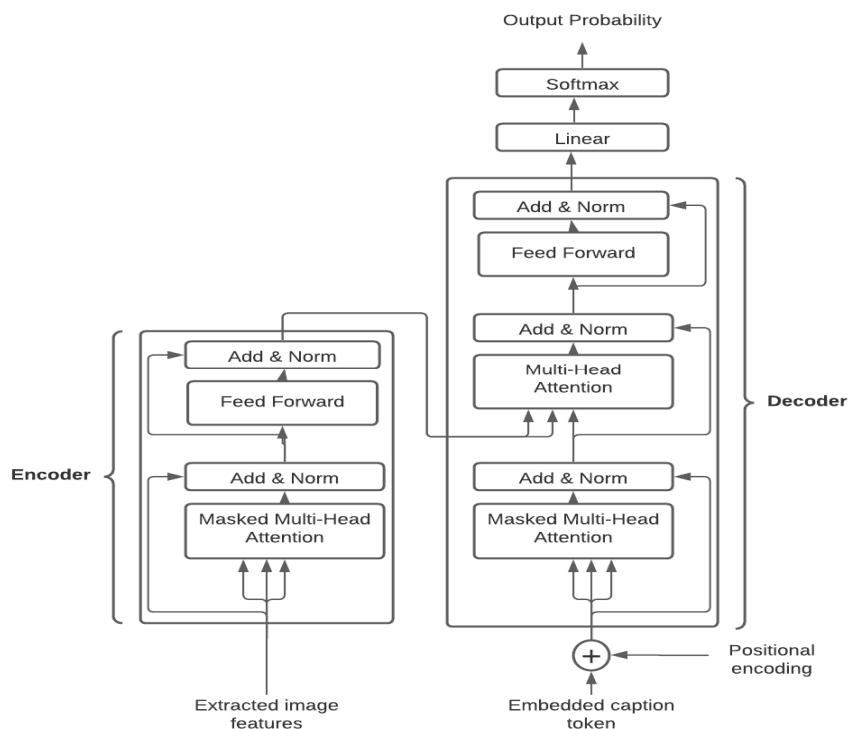 Output Probability
Softmax
Linear
Add & Norm
Feed Forward
Add & Norm
Multi-Head
Attention
Add & Norm
Masked Multi-Head
Attention
Decoder
Positional
encoding
+
Embedded caption
token
Add & Norm
Feed Forward
Add & Norm
Masked Multi-Head
Attention
Encoder
Extracted image
features